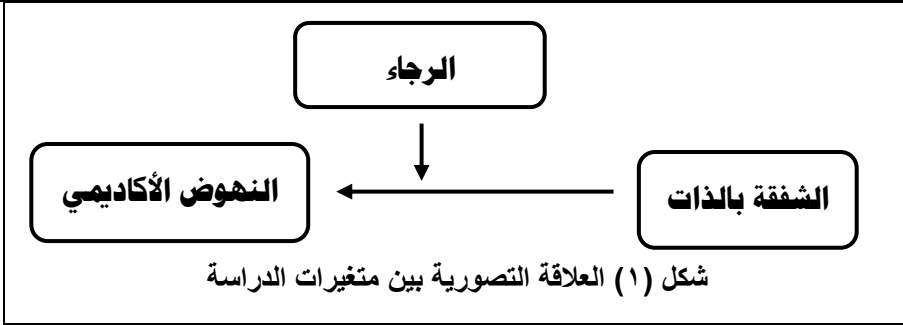 الرجاء
الشفقة بالذات
النهوض الأكاديمي
شكل (١) العلاقة التصورية بين متغيرات الدراسة